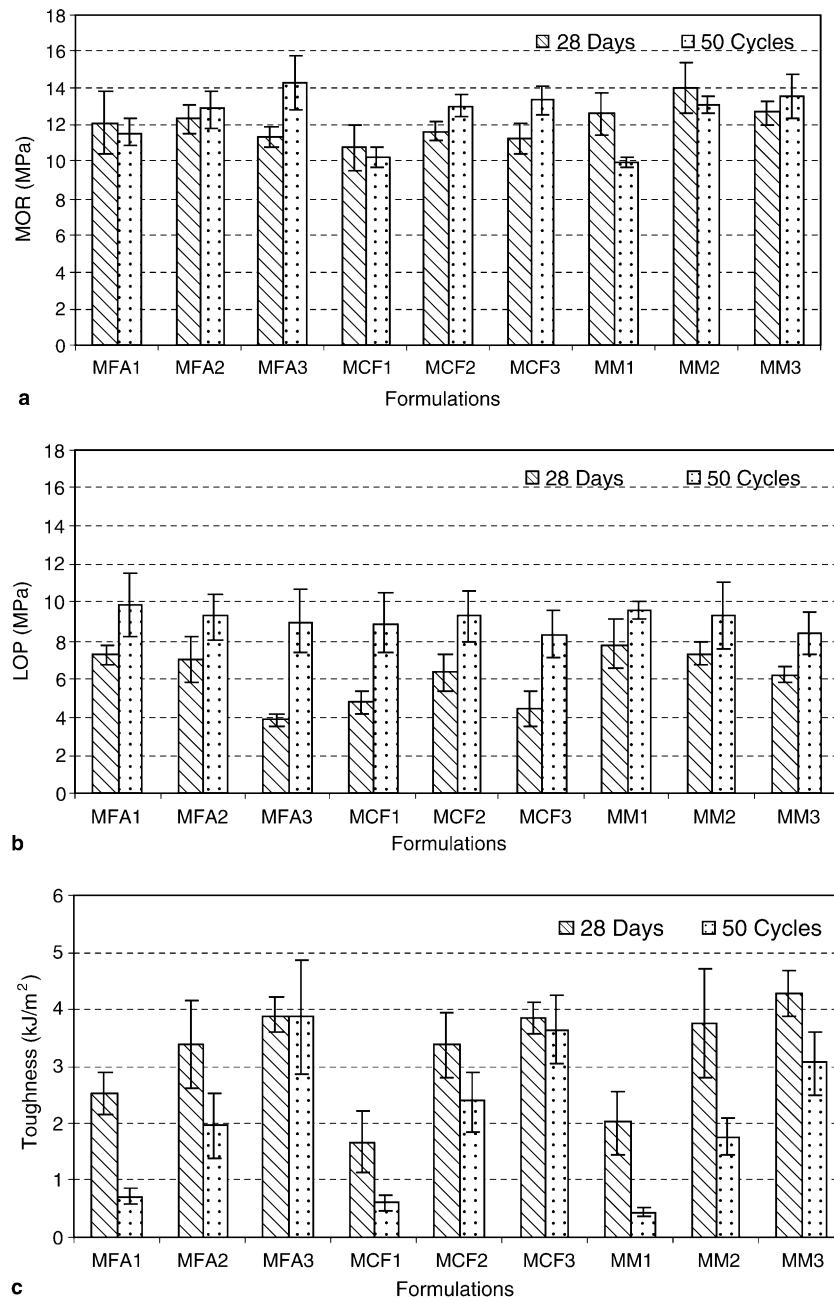 18
16
14
12
10
8
6
4
2
0
MOR (MPa)
28 Days 50 Cycles
MFA1 MFA2 MFA3 MCF1 MCF2 MCF3 MM1 MM2 MM3
a
Formulations
18
16
14
12
10
8
6
4
2
0
LOP (MPa)
28 Days 50 Cycles
MFA1 MFA2 MFA3 MCF1 MCF2 MCF3 MM1 MM2 MM3
b
Formulations
6
5
4
3
2
1
0
Toughness (kJ/m²)
28 Days 50 Cycles
MFA1 MFA2 MFA3 MCF1 MCF2 MCF3 MM1 MM2 MM3
c
Formulations